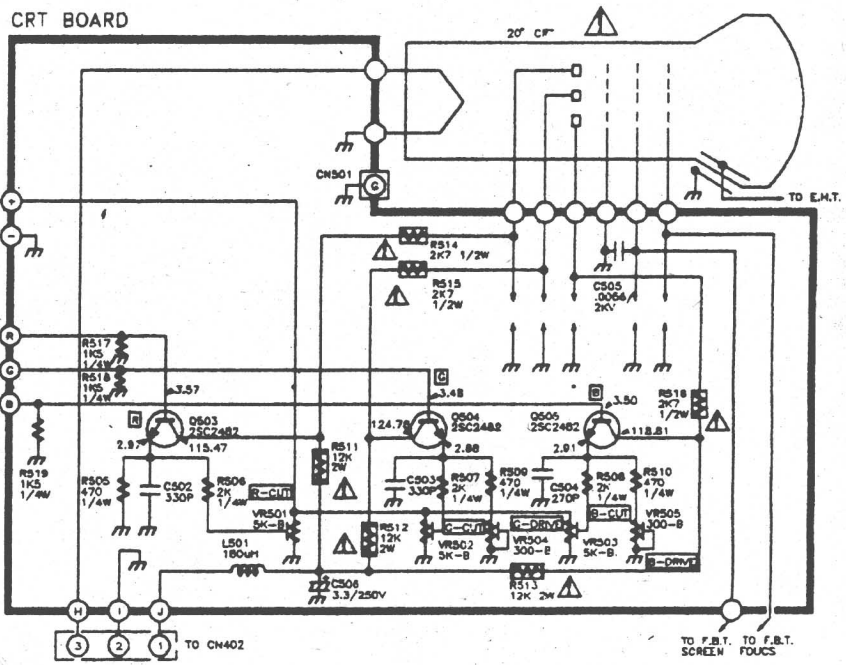 CRT BOARD
20" CR
CN501
G
TO E.H.T.
+
-
R514
2K7 1/2W
R515
2K7
1/2W
C505
.0066/
2KV
R
R517
1K5
1/4W
G
R518
1K5
1/4W
B
3.57
G
3.48
B
3.50
R516
2K7
1/2W
R
Q503
2SC2482
2.97
115.47
124.78
Q504
2SC2482
2.88
Q505
2SC2482
2.91
118.81
R519
1K5
1/4W
R505
470
1/4W
C502
330P
R506
2K
1/4W
R511
12K
2W
C503
330P
R507
2K
1/4W
R509
470
1/4W
C504
270P
R508
2K
1/4W
R510
470
1/4W
R-CUT
VR501
5K-B
R512
12K
2W
G-CUT
VR502
5K-B
G-DRIVE
VR504
300-B
B-CUT
VR503
5K-B
VR505
300-B
B-DRIVE
L501
180uH
C506
3.3/250V
R513
12K 2W
H
I
J
3
2
1
TO CN402
TO F.B.T.
SCREEN
TO F.B.T.
FOUCS